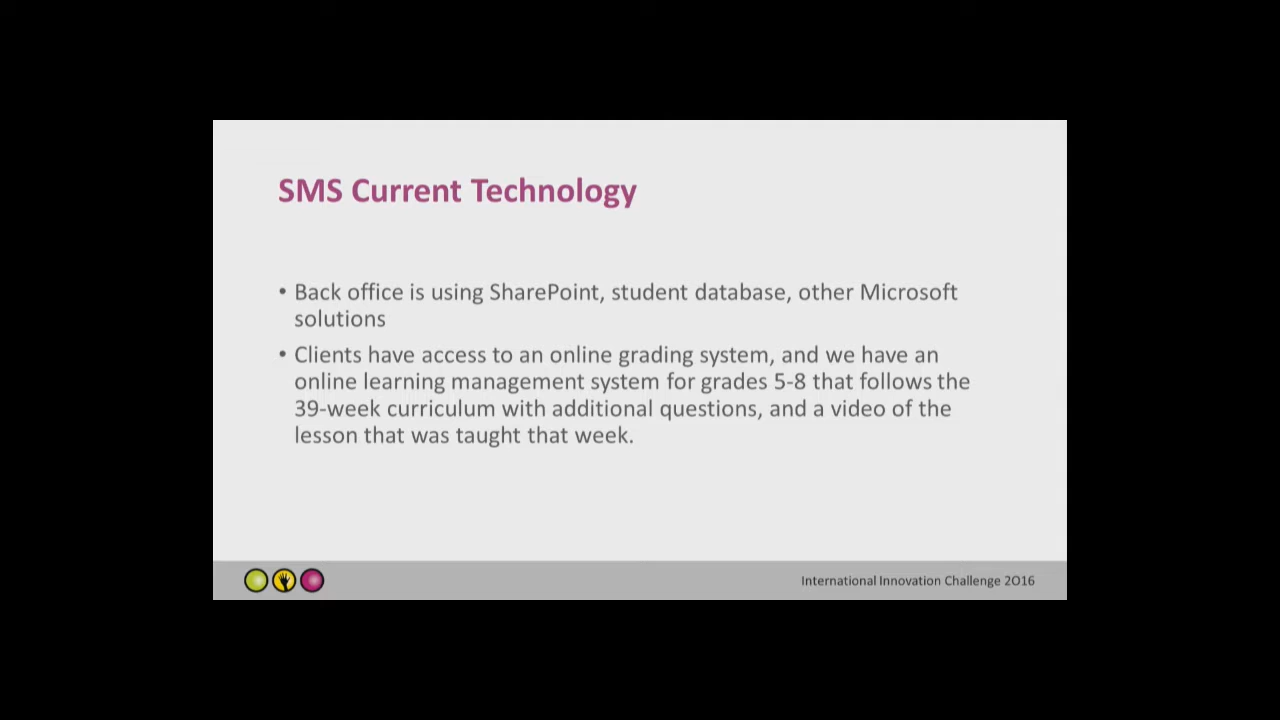 SMS Current Technology
• Back office is using SharePoint, student database, other Microsoft
solutions
• Clients have access to an online grading system, and we have an
online learning management system for grades 5-8 that follows the
39-week curriculum with additional questions, and a video of the
lesson that was taught that week.
International Innovation Challenge 2O16